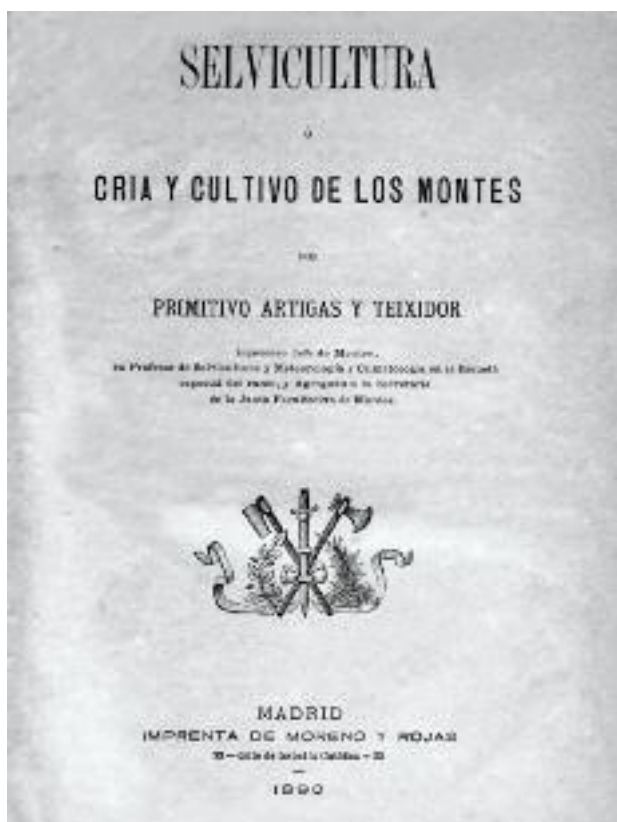 SELVICULTURA
Ó
CRIA Y CULTIVO DE LOS MONTES
POR
PRIMITIVO ARTIGAS Y TEIXIDOR
Ingeniero Jefe de Montes,
ex Profesor de Selvicultura y Meteorología y Climatología en la Escuela
especial del ramo, y Agregado á la Secretaría
de la Junta Facultativa de Montes.
MADRID
IMPRENTA DE MORENO Y ROJAS
Calle de Isabel la Católica
1890